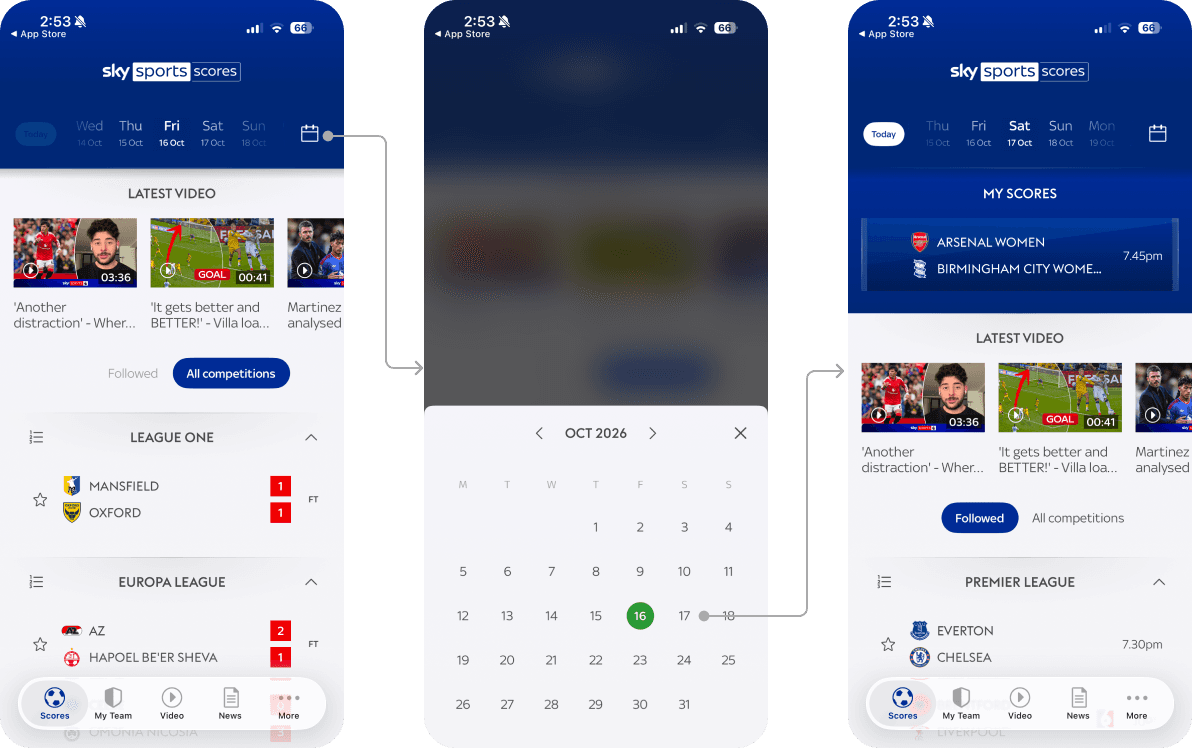 2:53
66
◀ App Store
sky sports scores
Today
Wed Thu Fri Sat Sun
14 Oct 15 Oct 16 Oct 17 Oct 18 Oct
LATEST VIDEO
03:36
GOAL 00:41
'Another distraction' - Wher...
'It gets better and BETTER!' - Villa loa...
Martinez analysed
Followed
All competitions
LEAGUE ONE
MANSFIELD 1
OXFORD 1
FT
EUROPA LEAGUE
AZ 2
HAPOEL BE'ER SHEVA 1
FT
OMONIA NICOSIA
Scores
My Team
Video
News
More
2:53
66
◀ App Store
OCT 2026
M T W T F S S
1 2 3 4
5 6 7 8 9 10 11
12 13 14 15 16 17 18
19 20 21 22 23 24 25
26 27 28 29 30 31
2:53
66
◀ App Store
sky sports scores
Today
Thu Fri Sat Sun Mon
15 Oct 16 Oct 17 Oct 18 Oct 19 Oct
MY SCORES
ARSENAL WOMEN
BIRMINGHAM CITY WOME...
7.45pm
LATEST VIDEO
03:36
GOAL 00:41
'Another distraction' - Wher...
'It gets better and BETTER!' - Villa loa...
Martinez analysed
Followed
All competitions
PREMIER LEAGUE
EVERTON
CHELSEA
7.30pm
LIVERPOOL
Scores
My Team
Video
News
More